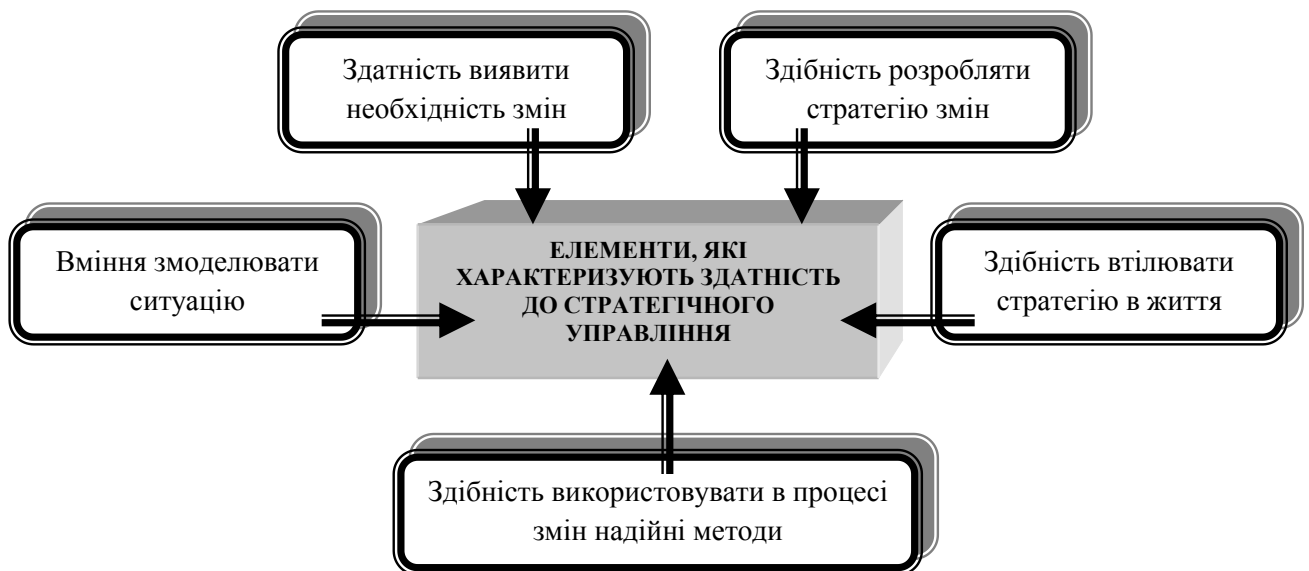 Здатність виявити
необхідність змін
Здібність розробляти
стратегію змін
Вміння змоделювати
ситуацію
ЕЛЕМЕНТИ, ЯКІ
ХАРАКТЕРИЗУЮТЬ ЗДАТНІСТЬ
ДО СТРАТЕГІЧНОГО
УПРАВЛІННЯ
Здібність втілювати
стратегію в життя
Здібність використовувати в процесі
змін надійні методи